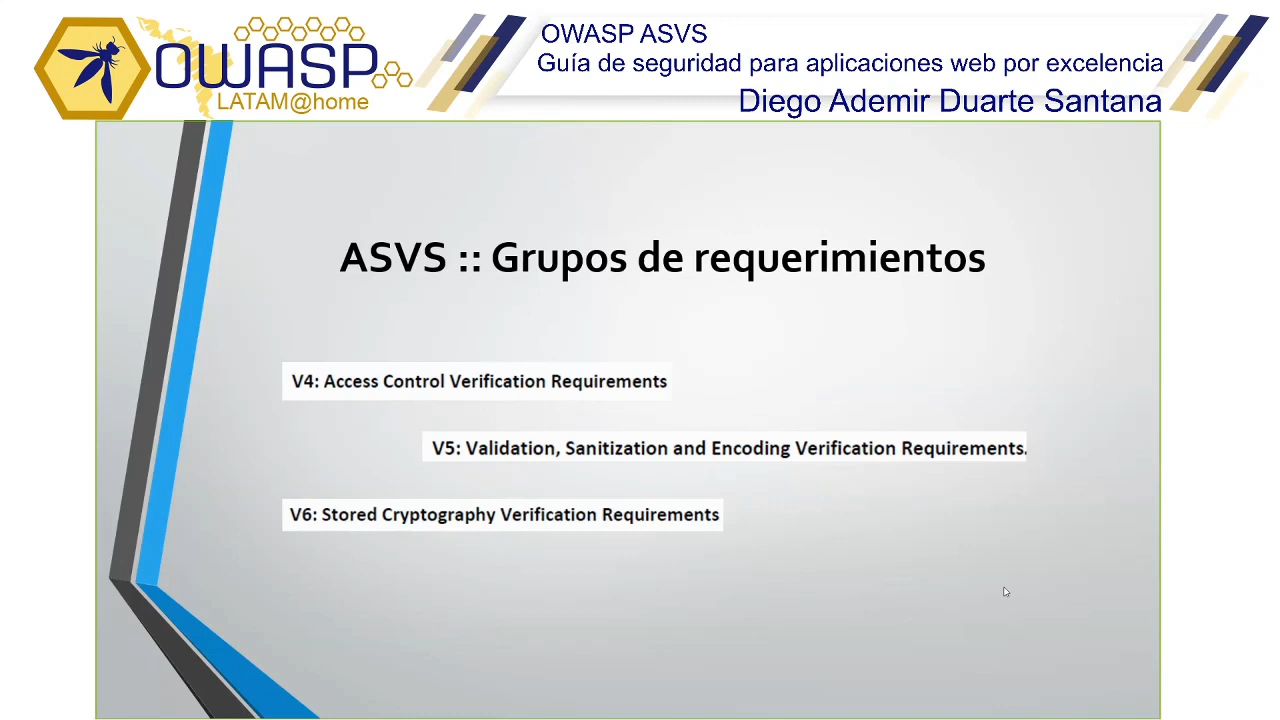 OWASP
LATAM@home
OWASP ASVS
Guía de seguridad para aplicaciones web por excelencia
Diego Ademir Duarte Santana
ASVS :: Grupos de requerimientos
V4: Access Control Verification Requirements
V5: Validation, Sanitization and Encoding Verification Requirements.
V6: Stored Cryptography Verification Requirements